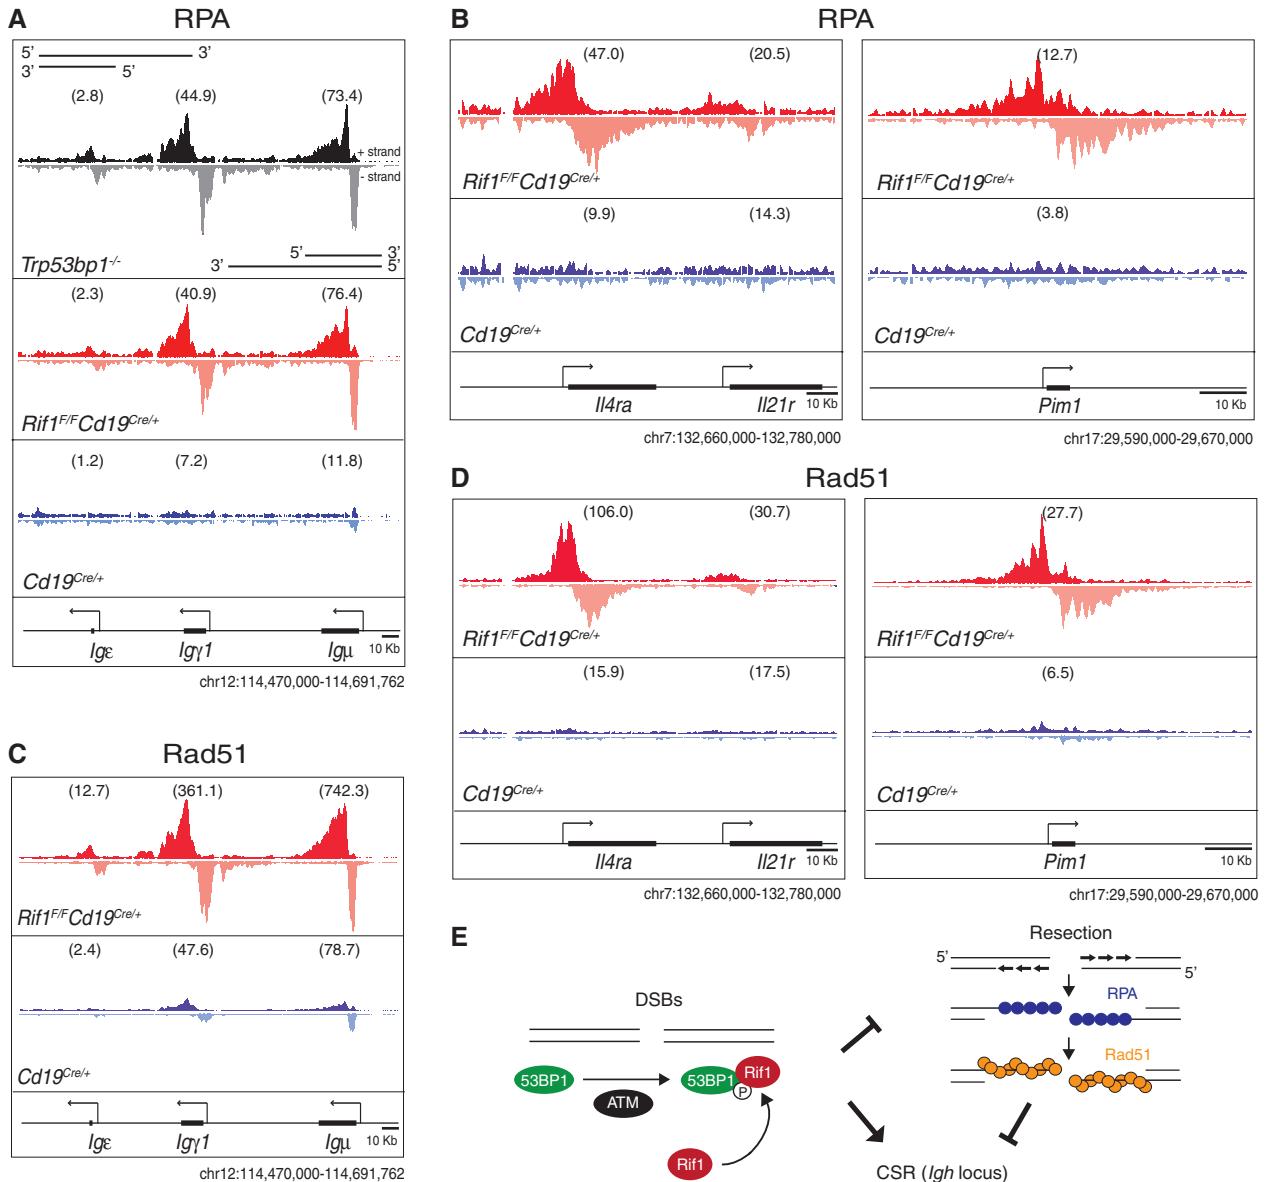 A
RPA
5’ 3’
3’ 5’
(2.8) (44.9) (73.4)
+ strand
- strand
5’ 3’
Trp53bp1-/- 3’ 5’
(2.3) (40.9) (76.4)
Rif1F/FCd19Cre/+
(1.2) (7.2) (11.8)
Cd19Cre/+
Igε Igγ1 Igμ 10 Kb
chr12:114,470,000-114,691,762
B
RPA
(47.0) (20.5)
Rif1F/FCd19Cre/+
(9.9) (14.3)
Cd19Cre/+
Il4ra Il21r 10 Kb
chr7:132,660,000-132,780,000
(12.7)
Rif1F/FCd19Cre/+
(3.8)
Cd19Cre/+
Pim1 10 Kb
chr17:29,590,000-29,670,000
C
Rad51
(12.7) (361.1) (742.3)
Rif1F/FCd19Cre/+
(2.4) (47.6) (78.7)
Cd19Cre/+
Igε Igγ1 Igμ 10 Kb
chr12:114,470,000-114,691,762
D
Rad51
(106.0) (30.7)
Rif1F/FCd19Cre/+
(15.9) (17.5)
Cd19Cre/+
Il4ra Il21r 10 Kb
chr7:132,660,000-132,780,000
(27.7)
Rif1F/FCd19Cre/+
(6.5)
Cd19Cre/+
Pim1 10 Kb
chr17:29,590,000-29,670,000
E
DSBs
53BP1
ATM
53BP1 Rif1
P
Rif1
Resection
5’
5’
RPA
Rad51
CSR (Igh locus)